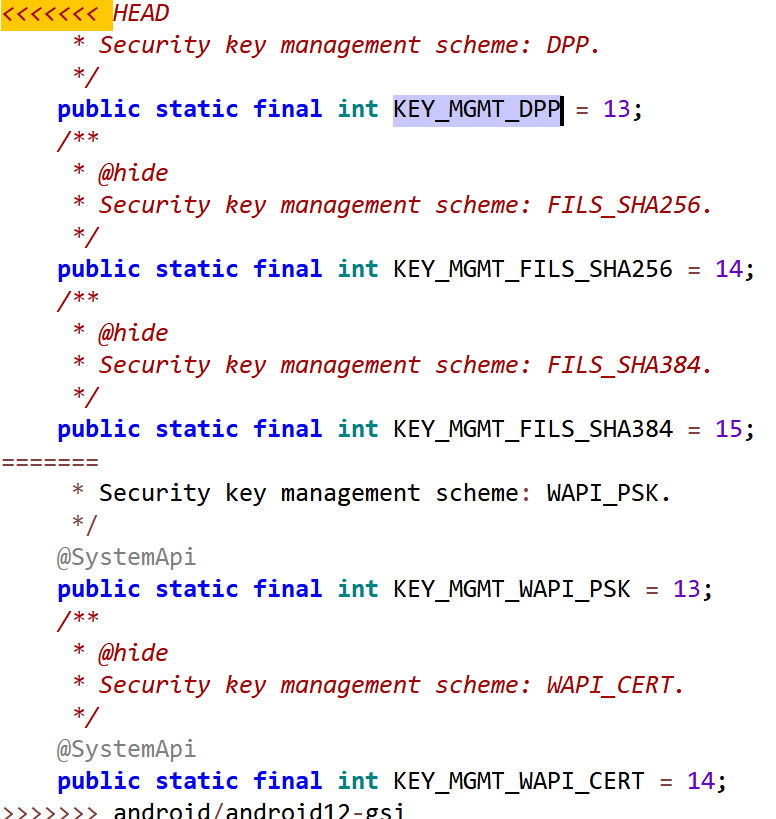 <<<<<<< HEAD
     * Security key management scheme: DPP.
     */
    public static final int KEY_MGMT_DPP = 13;
    /**
     * @hide
     * Security key management scheme: FILS_SHA256.
     */
    public static final int KEY_MGMT_FILS_SHA256 = 14;
    /**
     * @hide
     * Security key management scheme: FILS_SHA384.
     */
    public static final int KEY_MGMT_FILS_SHA384 = 15;
=======
     * Security key management scheme: WAPI_PSK.
     */
    @SystemApi
    public static final int KEY_MGMT_WAPI_PSK = 13;
    /**
     * @hide
     * Security key management scheme: WAPI_CERT.
     */
    @SystemApi
    public static final int KEY_MGMT_WAPI_CERT = 14;
>>>>>>> android/android12-gsi